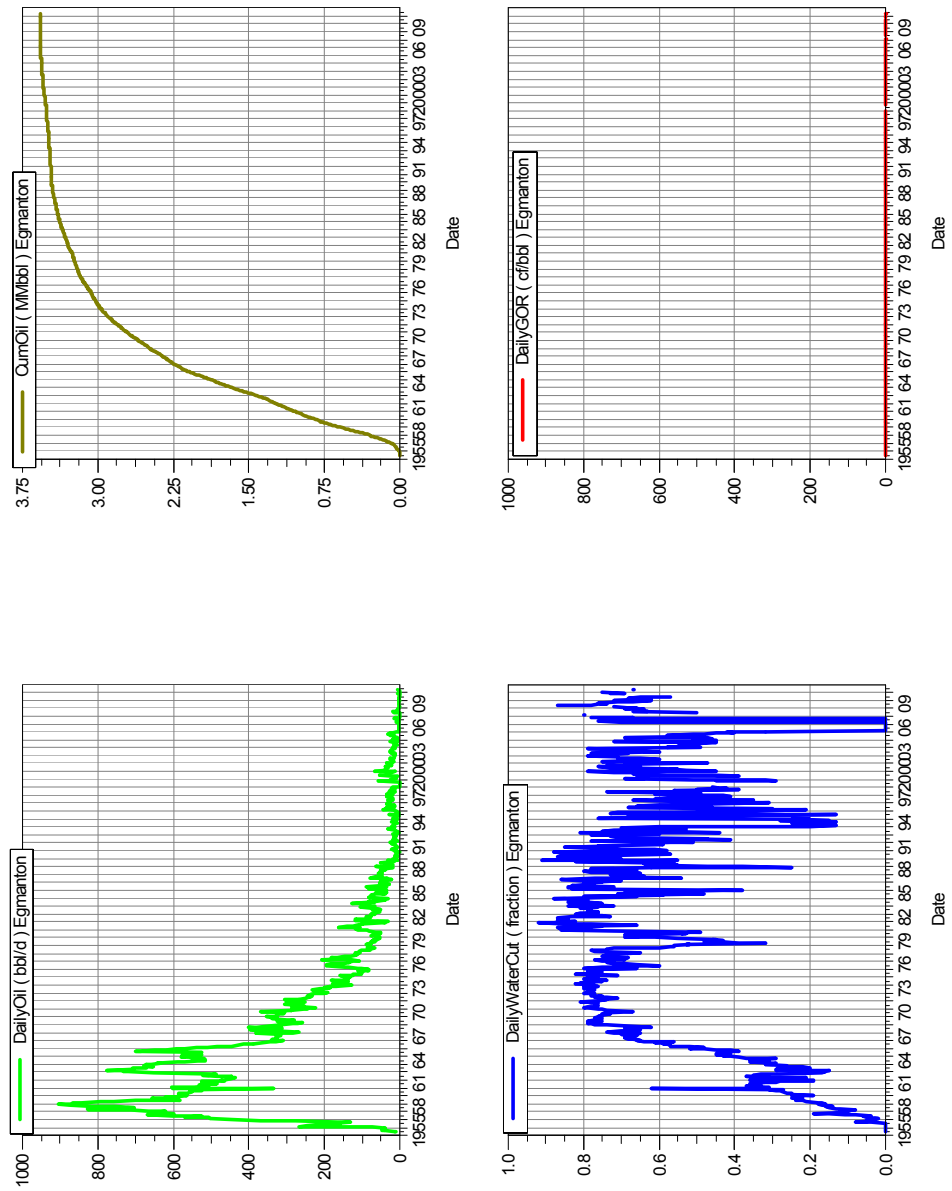 DailyOil ( bbl/d ) Egmanton
1000
800
600
400
200
0
195558 61 64 67 70 73 76 79 82 85 88 91 94 97200003 06 09
Date
CumOil ( MMbbl ) Egmanton
3.75
3.00
2.25
1.50
0.75
0.00
195558 61 64 67 70 73 76 79 82 85 88 91 94 97200003 06 09
Date
DailyWaterCut ( fraction ) Egmanton
1.0
0.8
0.6
0.4
0.2
0.0
195558 61 64 67 70 73 76 79 82 85 88 91 94 97200003 06 09
Date
DailyGOR ( cf/bbl ) Egmanton
1000
800
600
400
200
0
195558 61 64 67 70 73 76 79 82 85 88 91 94 97200003 06 09
Date